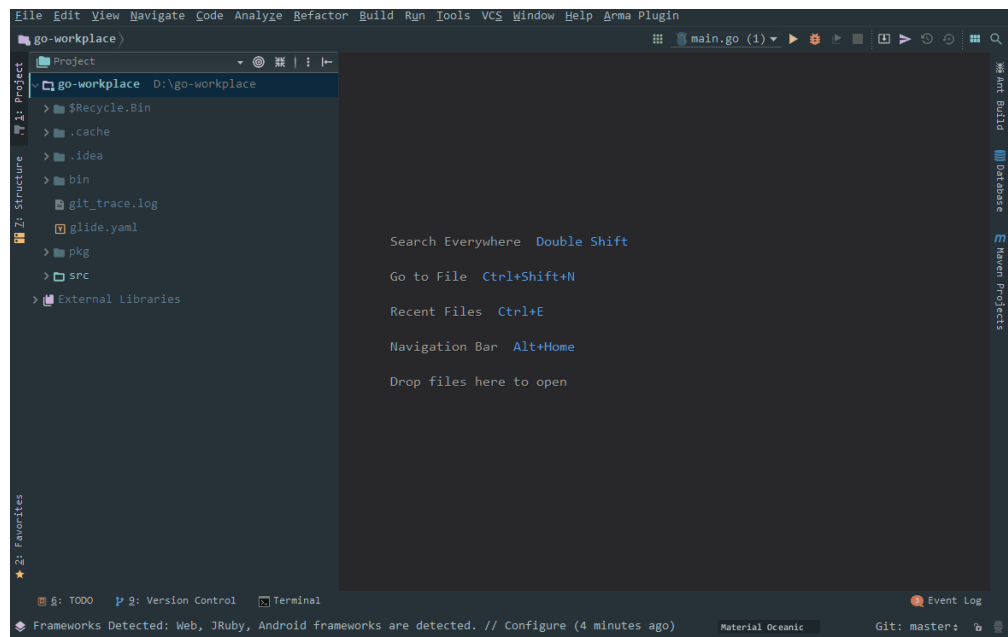 File Edit View Navigate Code Analyze Refactor Build Run Tools VCS Window Help Arma Plugin
go-workplace
main.go (1)
Project
1: Project
go-workplace D:\go-workplace
$Recycle.Bin
.cache
.idea
bin
git_trace.log
glide.yaml
pkg
src
External Libraries
7: Structure
2: Favorites
Search Everywhere Double Shift
Go to File Ctrl+Shift+N
Recent Files Ctrl+E
Navigation Bar Alt+Home
Drop files here to open
Ant Build
Database
Maven Projects
6: TODO 9: Version Control Terminal
Event Log
Frameworks Detected: Web, JRuby, Android frameworks are detected. // Configure (4 minutes ago) Material Oceanic Git: master